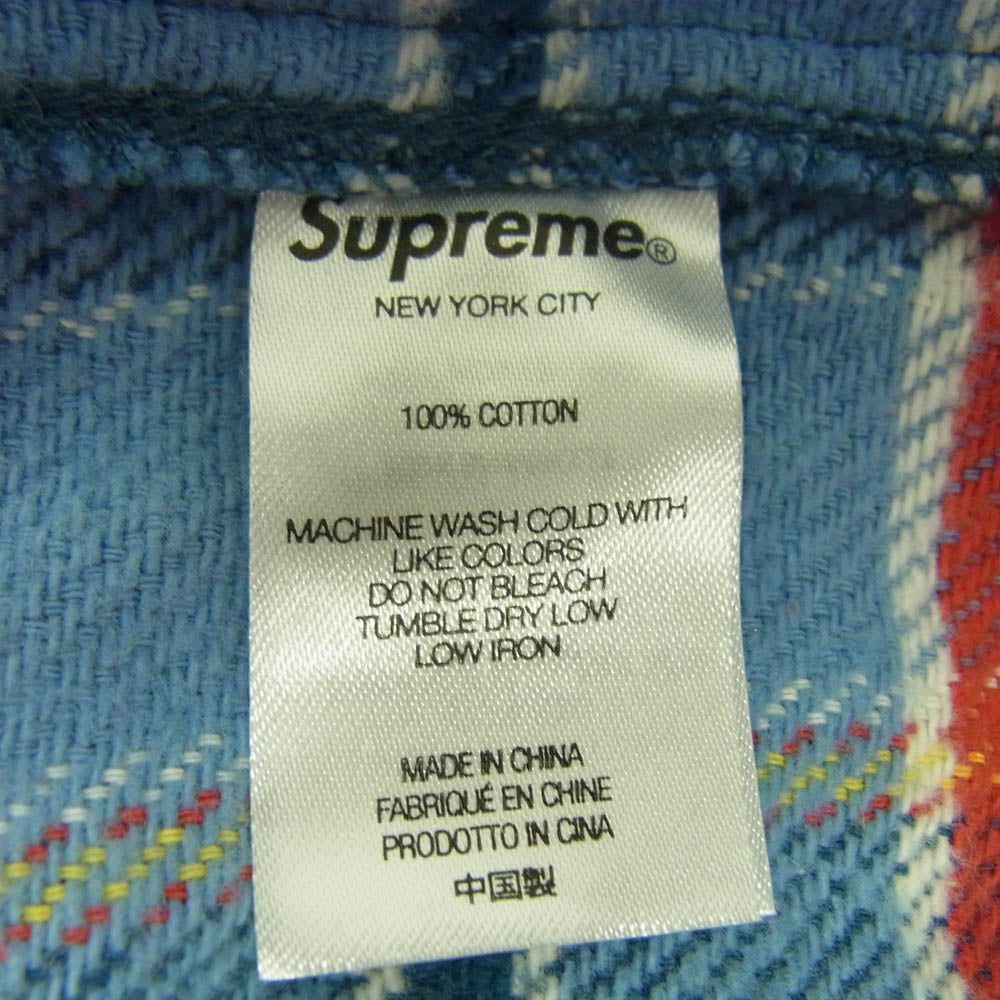 Supreme®
NEW YORK CITY
100% COTTON
MACHINE WASH COLD WITH
LIKE COLORS
DO NOT BLEACH
TUMBLE DRY LOW
LOW IRON
MADE IN CHINA
FABRIQUÉ EN CHINE
PRODOTTO IN CINA
中国製